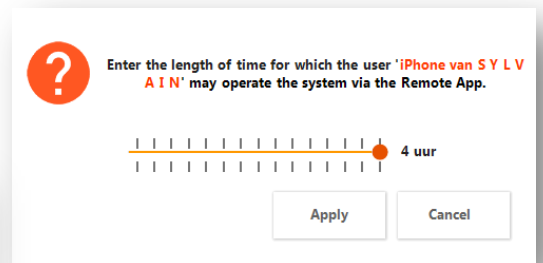 ?
Enter the length of time for which the user 'iPhone van S Y L V
A I N' may operate the system via the Remote App.
4 uur
Apply
Cancel